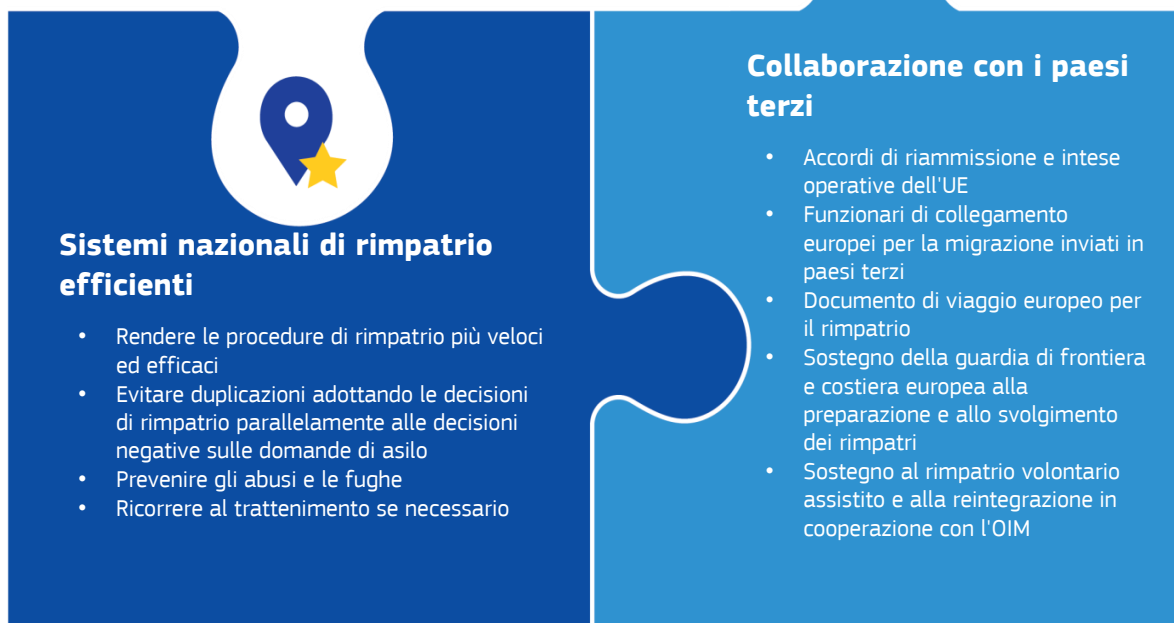 Sistemi nazionali di rimpatrio
efficienti
• Rendere le procedure di rimpatrio più veloci
ed efficaci
• Evitare duplicazioni adottando le decisioni
di rimpatrio parallelamente alle decisioni
negative sulle domande di asilo
• Prevenire gli abusi e le fughe
• Ricorrere al trattenimento se necessario
Collaborazione con i paesi
terzi
• Accordi di riammissione e intese
operative dell'UE
• Funzionari di collegamento
europei per la migrazione inviati in
paesi terzi
• Documento di viaggio europeo per
il rimpatrio
• Sostegno della guardia di frontiera
e costiera europea alla
preparazione e allo svolgimento
dei rimpatri
• Sostegno al rimpatrio volontario
assistito e alla reintegrazione in
cooperazione con l'OIM